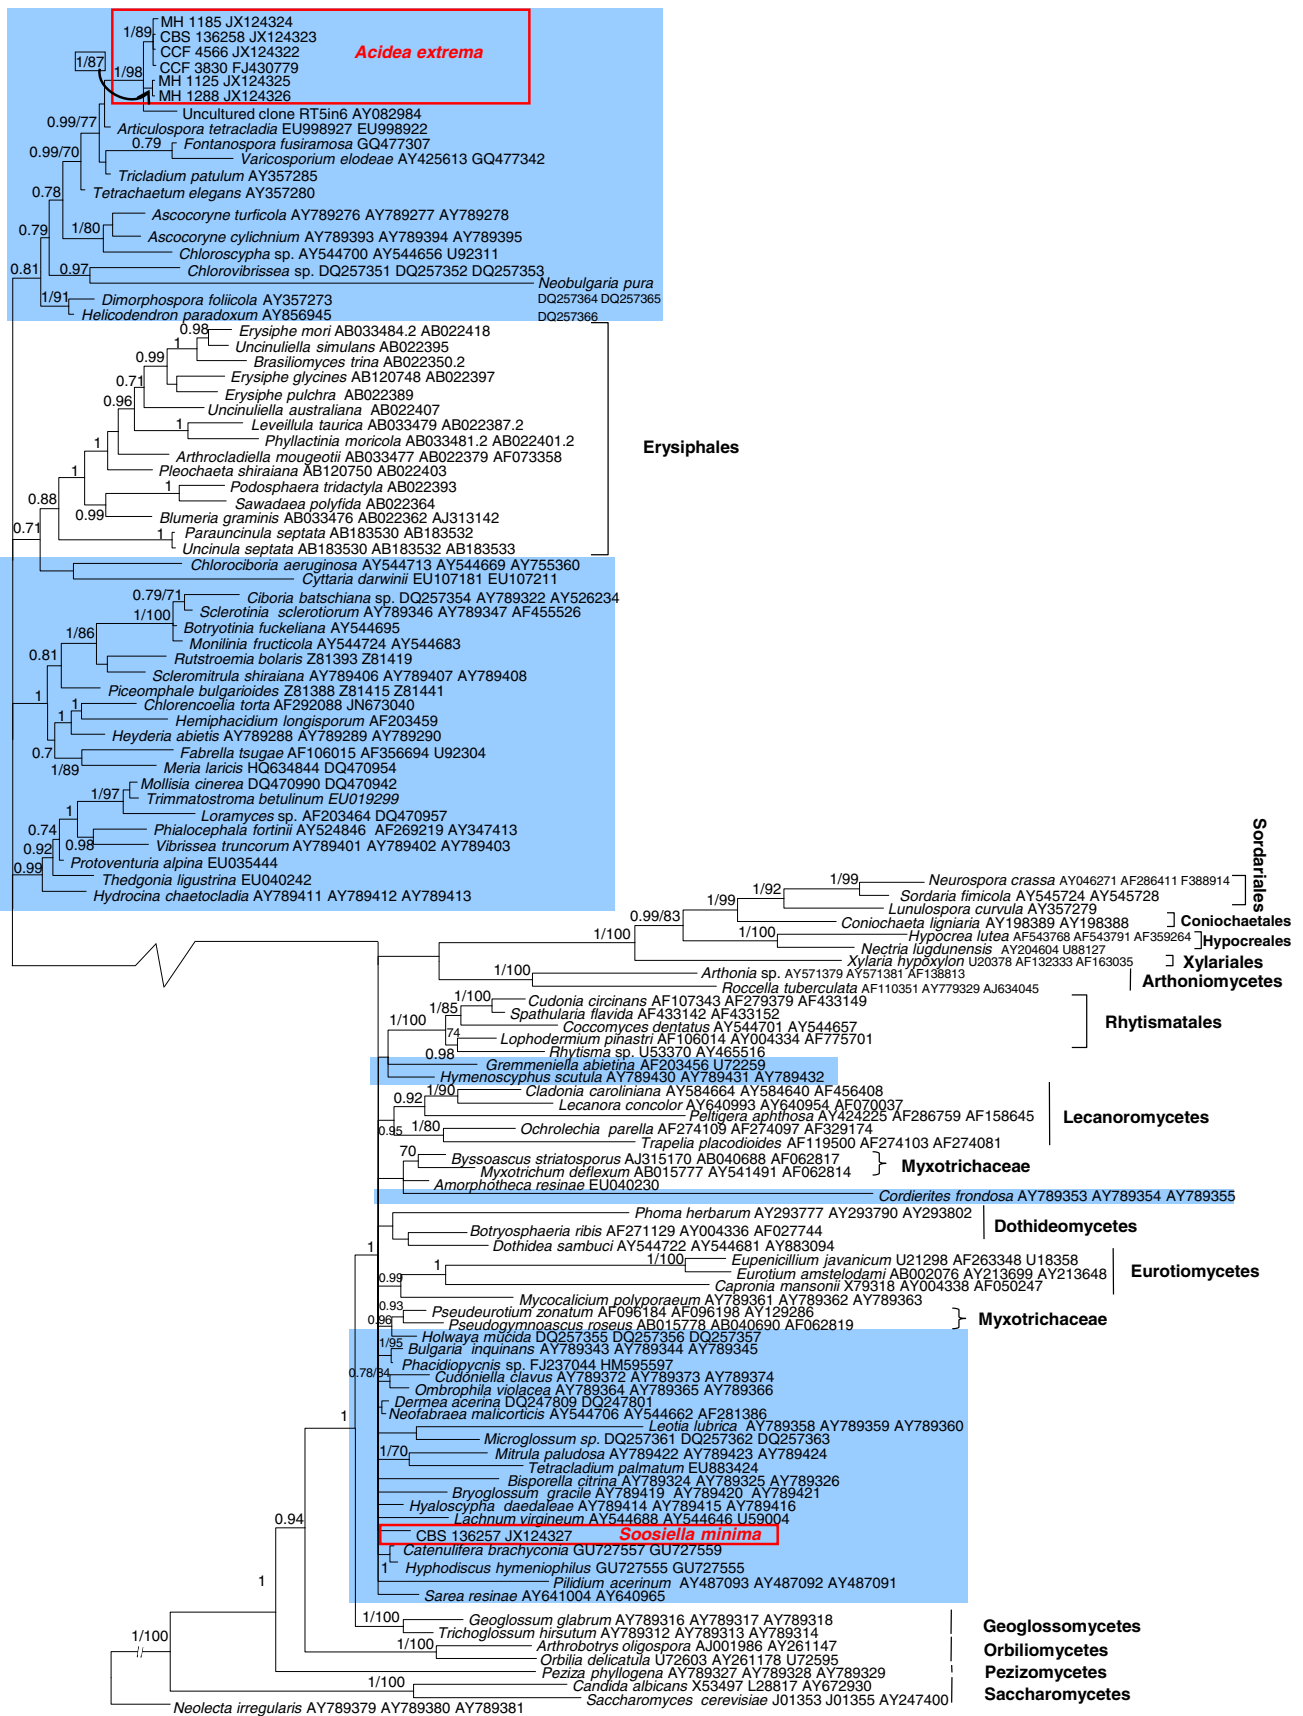 MH 1185 JX124324
1/89
CBS 136258 JX124323
Acidea extrema
CCF 4566 JX124322
1/87
CCF 3830 FJ430779
1/98
MH 1125 JX124325
MH 1288 JX124326
Uncultured clone RT5in6 AY082984
0.99/77
Articulospora tetracladia EU998927 EU998922
0.79
Fontanospora fusiramosa GQ477307
0.99/70
Varicosporium elodeae AY425613 GQ477342
Tricladium patulum AY357285
0.78
Tetrachaetum elegans AY357280
Ascocoryne turficola AY789276 AY789277 AY789278
0.79
1/80
Ascocoryne cylichnium AY789393 AY789394 AY789395
Chloroscypha sp. AY544700 AY544656 U92311
0.81
0.97
Chlorovibrissea sp. DQ257351 DQ257352 DQ257353
Neobulgaria pura
DQ257364 DQ257365
DQ257366
1/91
Dimorphospora foliicola AY357273
Helicodendron paradoxum AY856945
0.98
Erysiphe mori AB033484.2 AB022418
1
Uncinuliella simulans AB022395
0.99
Brasiliomyces trina AB022350.2
0.71
Erysiphe glycines AB120748 AB022397
Erysiphe pulchra AB022389
0.96
Uncinuliella australiana AB022407
1
Leveillula taurica AB033479 AB022387.2
1
Phyllactinia moricola AB033481.2 AB022401.2
Erysiphales
Arthrocladiella mougeotii AB033477 AB022379 AF073358
1
Pleochaeta shiraiana AB120750 AB022403
1
Podosphaera tridactyla AB022393
0.88
Sawadaea polyfida AB022364
0.99
Blumeria graminis AB033476 AB022362 AJ313142
0.71
1
Parauncinula septata AB183530 AB183532
Uncinula septata AB183530 AB183532 AB183533
Chlorociboria aeruginosa AY544713 AY544669 AY755360
Cyttaria darwinii EU107181 EU107211
0.79/71
Ciboria batschiana sp. DQ257354 AY789322 AY526234
1/100
Sclerotinia sclerotiorum AY789346 AY789347 AF455526
1/86
Botryotinia fuckeliana AY544695
Monilinia fructicola AY544724 AY544683
0.81
Rutstroemia bolaris Z81393 Z81419
Scleromitrula shiraiana AY789406 AY789407 AY789408
1
Piceomphale bulgarioides Z81388 Z81415 Z81441
1
Chlorencoelia torta AF292088 JN673040
1
Hemiphacidium longisporum AF203459
Heyderia abietis AY789288 AY789289 AY789290
0.7
Fabrella tsugae AF106015 AF356694 U92304
1/89
Meria laricis HQ634844 DQ470954
Mollisia cinerea DQ470990 DQ470942
1/97
Trimmatostroma betulinum EU019299
1
Loramyces sp. AF203464 DQ470957
0.74
Phialocephala fortinii AY524846 AF269219 AY347413
0.98
Vibrissea truncorum AY789401 AY789402 AY789403
0.92
Protoventuria alpina EU035444
0.99
Thedgonia ligustrina EU040242
Hydrocina chaetocladia AY789411 AY789412 AY789413
Sordariales
1/99
Neurospora crassa AY046271 AF286411 F388914
1/92
Sordaria fimicola AY545724 AY545728
1/99
Lunulospora curvula AY357279
0.99/83
Coniochaeta ligniaria AY198389 AY198388
Coniochaetales
1/100
1/100
Hypocrea lutea AF543768 AF543791 AF359264
Hypocreales
Nectria lugdunensis AY204604 U88127
Xylaria hypoxylon U20378 AF132333 AF163035
Xylariales
1/100
Arthonia sp. AY571379 AY571381 AF138813
Arthoniomycetes
Roccella tuberculata AF110351 AY779329 AJ634045
1/100
Cudonia circinans AF107343 AF279379 AF433149
1/85
Spathularia flavida AF433142 AF433152
1/100
Coccomyces dentatus AY544701 AY544657
Rhytismatales
74
Lophodermium pinastri AF106014 AY004334 AF775701
0.98
Rhytisma sp. U53370 AY465516
Gremmeniella abietina AF203456 U72259
Hymenoscyphus scutula AY789430 AY789431 AY789432
1/90
Cladonia caroliniana AY584664 AY584640 AF456408
0.92
Lecanora concolor AY640993 AY640954 AF070037
Peltigera aphthosa AY424225 AF286759 AF158645
Lecanoromycetes
0.95
1/80
Ochrolechia parella AF274109 AF274097 AF329174
Trapelia placodioides AF119500 AF274103 AF274081
70
Byssoascus striatosporus AJ315170 AB040688 AF062817
Myxotrichaceae
Myxotrichum deflexum AB015777 AY541491 AF062814
Amorphotheca resinae EU040230
Cordierites frondosa AY789353 AY789354 AY789355
Phoma herbarum AY293777 AY293790 AY293802
Dothideomycetes
Botryosphaeria ribis AF271129 AY004336 AF027744
Dothidea sambuci AY544722 AY544681 AY883094
1
1/100
Eupenicillium javanicum U21298 AF263348 U18358
1
Eurotium amstelodami AB002076 AY213699 AY213648
Eurotiomycetes
0.99
Capronia mansonii X79318 AY004338 AF050247
Mycocalicium polyporaeum AY789361 AY789362 AY789363
0.93
Pseudeurotium zonatum AF096184 AF096198 AY129286
Myxotrichaceae
0.96
Pseudogymnoascus roseus AB015778 AB040690 AF062819
Holwaya mucida DQ257355 DQ257356 DQ257357
1/95
Bulgaria inquinans AY789343 AY789344 AY789345
Phacidiopycnis sp. FJ237044 HM595597
0.78/84
Cudoniella clavus AY789372 AY789373 AY789374
Ombrophila violacea AY789364 AY789365 AY789366
Dermea acerina DQ247809 DQ247801
1
Neofabraea malicorticis AY544706 AY544662 AF281386
Leotia lubrica AY789358 AY789359 AY789360
Microglossum sp. DQ257361 DQ257362 DQ257363
1/70
Mitrula paludosa AY789422 AY789423 AY789424
Tetracladium palmatum EU883424
Bisporella citrina AY789324 AY789325 AY789326
Bryoglossum gracile AY789419 AY789420 AY789421
Hyaloscypha daedaleae AY789414 AY789415 AY789416
0.94
Lachnum virgineum AY544688 AY544646 U59004
CBS 136257 JX124327
Soosiella minima
Catenulifera brachyconia GU727557 GU727559
1
Hyphodiscus hymeniophilus GU727555 GU727555
1
Pilidium acerinum AY487093 AY487092 AY487091
Sarea resinae AY641004 AY640965
1/100
Geoglossum glabrum AY789316 AY789317 AY789318
Geoglossomycetes
Trichoglossum hirsutum AY789312 AY789313 AY789314
1/100
1/100
Arthrobotrys oligospora AJ001986 AY261147
Orbiliomycetes
Orbilia delicatula U72603 AY261178 U72595
Peziza phyllogena AY789327 AY789328 AY789329
Pezizomycetes
1/100
Candida albicans X53497 L28817 AY672930
Saccharomycetes
Saccharomyces cerevisiae J01353 J01355 AY247400
Neolecta irregularis AY789379 AY789380 AY789381